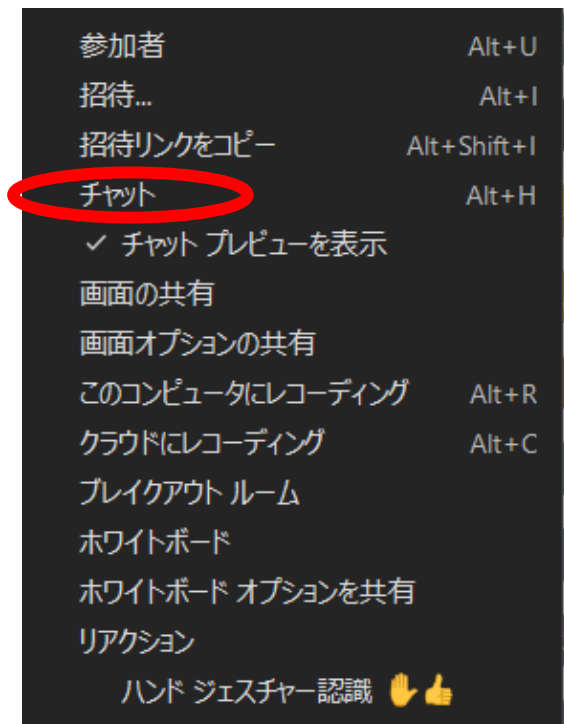 参加者 Alt+U
招待... Alt+I
招待リンクをコピー Alt+Shift+I
チャット Alt+H
✓ チャット プレビューを表示
画面の共有
画面オプションの共有
このコンピュータにレコーディング Alt+R
クラウドにレコーディング Alt+C
ブレイクアウト ルーム
ホワイトボード
ホワイトボード オプションを共有
リアクション
ハンド ジェスチャー認識 ✋👍